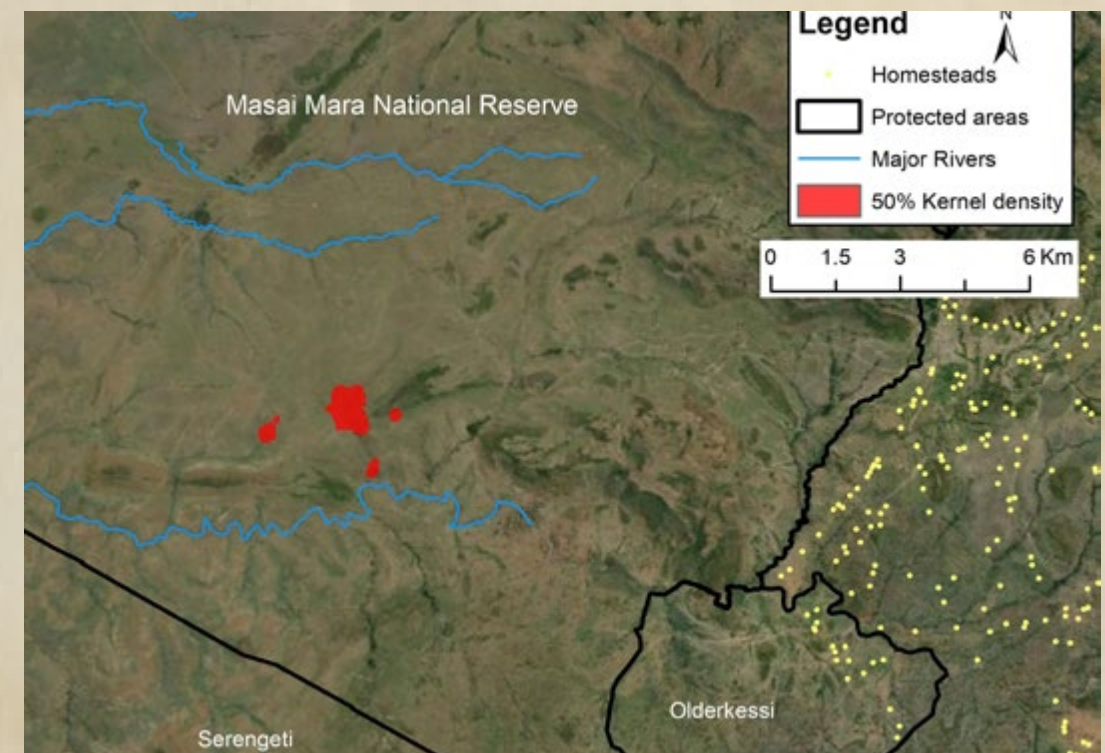 Legend
N
Homesteads
Protected areas
Major Rivers
50% Kernel density
0 1.5 3 6 Km
Masai Mara National Reserve
Olderkessi
Serengeti